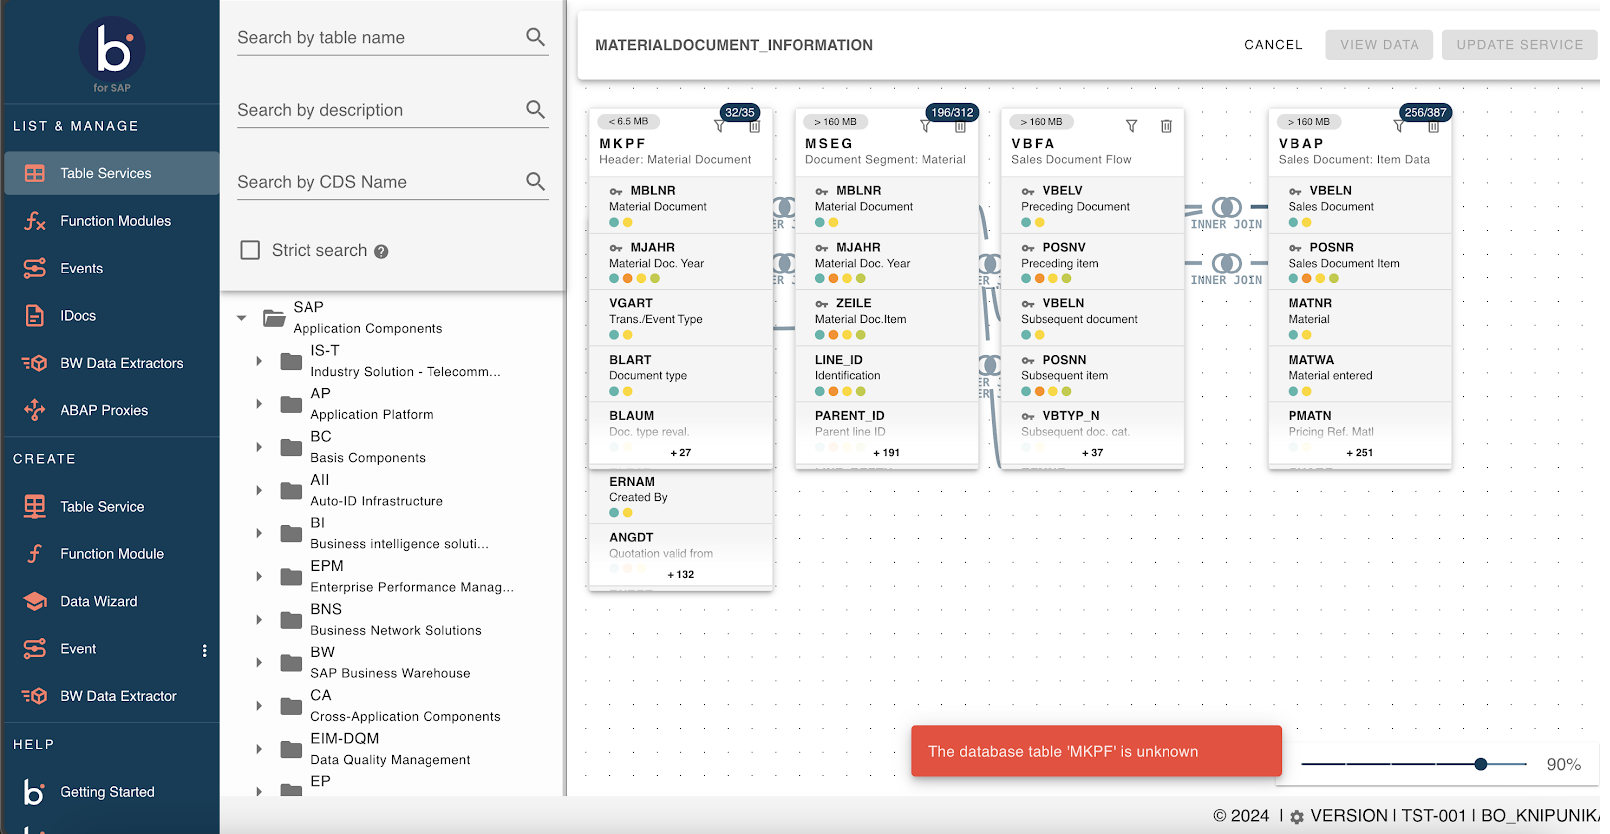 b
for SAP
LIST & MANAGE
Table Services
Function Modules
Events
IDocs
BW Data Extractors
ABAP Proxies
CREATE
Table Service
Function Module
Data Wizard
Event
BW Data Extractor
HELP
Getting Started
Search by table name
Search by description
Search by CDS Name
Strict search
SAP
Application Components
IS-T
Industry Solution - Telecomm...
AP
Application Platform
BC
Basis Components
AII
Auto-ID Infrastructure
BI
Business intelligence soluti...
EPM
Enterprise Performance Manag...
BNS
Business Network Solutions
BW
SAP Business Warehouse
CA
Cross-Application Components
EIM-DQM
Data Quality Management
EP
MATERIALDOCUMENT_INFORMATION
CANCEL
VIEW DATA
UPDATE SERVICE
< 6.5 MB
32/35
MKPF
Header: Material Document
MBLNR
Material Document
MJAHR
Material Doc. Year
VGART
Trans./Event Type
BLART
Document type
BLAUM
Doc. type reval.
+ 27
ERNAM
Created By
ANGDT
Quotation valid from
+ 132
> 160 MB
196/312
MSEG
Document Segment: Material
MBLNR
Material Document
MJAHR
Material Doc. Year
ZEILE
Material Doc.Item
LINE_ID
Identification
PARENT_ID
Parent line ID
+ 191
> 160 MB
VBFA
Sales Document Flow
VBELV
Preceding Document
POSNV
Preceding item
VBELN
Subsequent document
POSNN
Subsequent item
VBTYP_N
Subsequent doc. cat.
+ 37
INNER JOIN
INNER JOIN
> 160 MB
256/387
VBAP
Sales Document: Item Data
VBELN
Sales Document
POSNR
Sales Document Item
MATNR
Material
MATWA
Material entered
PMATN
Pricing Ref. Matl
+ 251
The database table 'MKPF' is unknown
90%
© 2024 | VERSION | TST-001 | BO_KNIPUNIKA